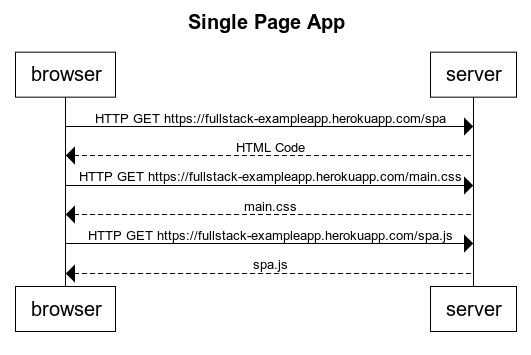 Single Page App
browser server
HTTP GET https://fullstack-exampleapp.herokuapp.com/spa
HTML Code
HTTP GET https://fullstack-exampleapp.herokuapp.com/main.css
main.css
HTTP GET https://fullstack-exampleapp.herokuapp.com/spa.js
spa.js
browser server